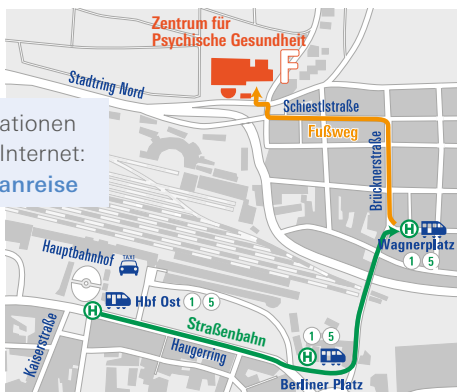 Zentrum für
Psychische Gesundheit
F
Stadtring Nord
Schiestlstraße
Fußweg
ationen
Internet:
anreise
Brücknerstraße
H
Wagnerplatz
1 5
Hauptbahnhof
TAXI
H
Hbf Ost 1 5
Straßenbahn
Kaiserstraße
Haugerring
1 5
H
Berliner Platz